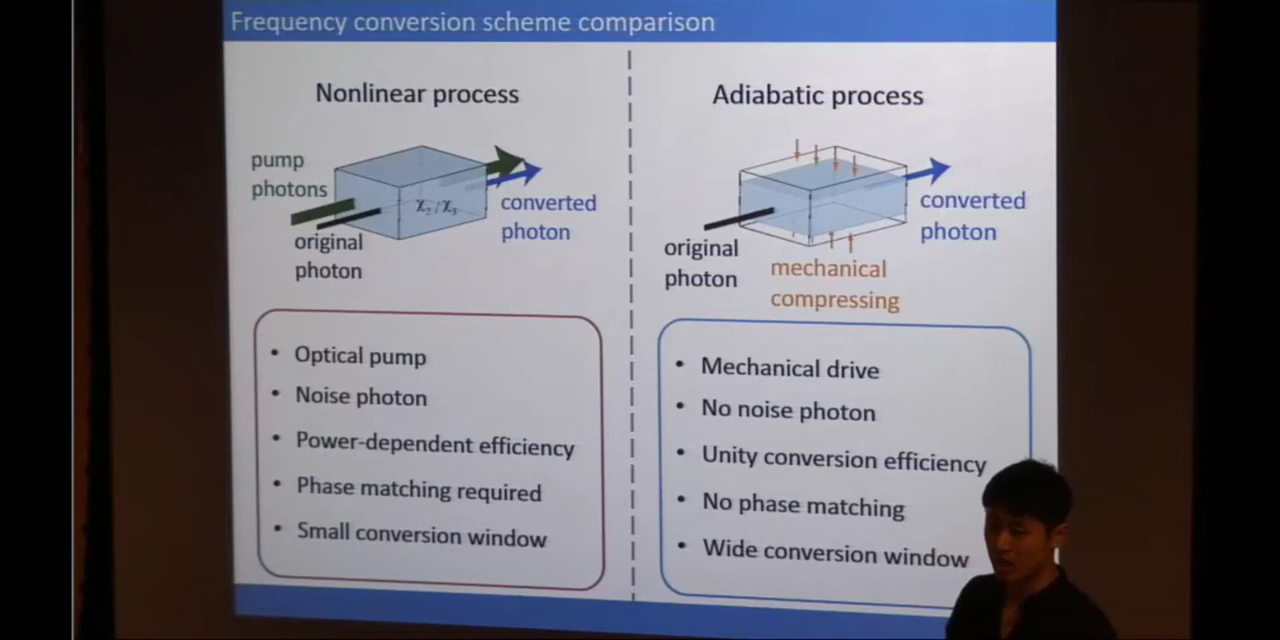 Frequency conversion scheme comparison
Nonlinear process
pump
photons
χ2/χ3
original
photon
converted
photon
• Optical pump
• Noise photon
• Power-dependent efficiency
• Phase matching required
• Small conversion window
Adiabatic process
original
photon
mechanical
compressing
converted
photon
• Mechanical drive
• No noise photon
• Unity conversion efficiency
• No phase matching
• Wide conversion window